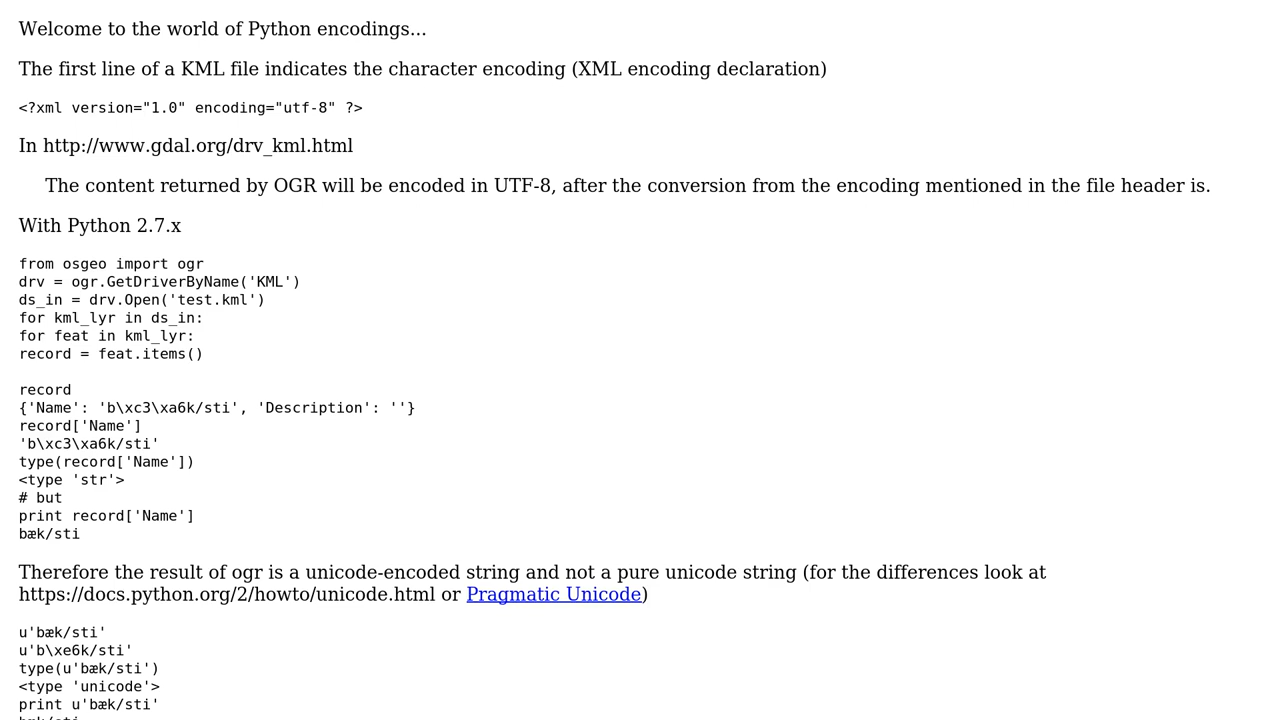 Welcome to the world of Python encodings...
The first line of a KML file indicates the character encoding (XML encoding declaration)
<?xml version="1.0" encoding="utf-8" ?>
In http://www.gdal.org/drv_kml.html
The content returned by OGR will be encoded in UTF-8, after the conversion from the encoding mentioned in the file header is.
With Python 2.7.x
from osgeo import ogr
drv = ogr.GetDriverByName('KML')
ds_in = drv.Open('test.kml')
for kml_lyr in ds_in:
for feat in kml_lyr:
record = feat.items()
record
{'Name': 'b\xc3\xa6k/sti', 'Description': ''}
record['Name']
'b\xc3\xa6k/sti'
type(record['Name'])
<type 'str'>
# but
print record['Name']
bæk/sti
Therefore the result of ogr is a unicode-encoded string and not a pure unicode string (for the differences look at
https://docs.python.org/2/howto/unicode.html or Pragmatic Unicode)
u'bæk/sti'
u'b\xe6k/sti'
type(u'bæk/sti')
<type 'unicode'>
print u'bæk/sti'